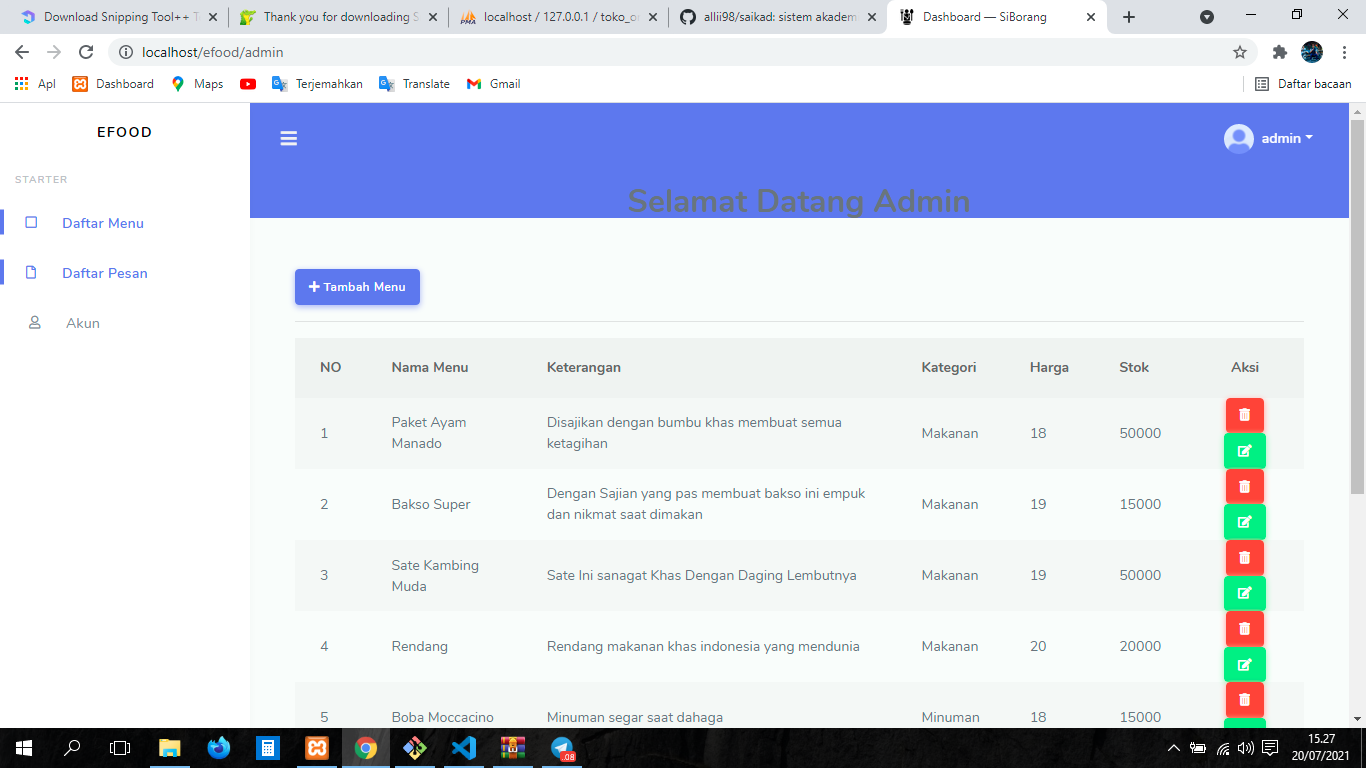 Download Snipping Tool++ T
Thank you for downloading S
localhost / 127.0.0.1 / toko_o
allii98/saikad: sistem akadem
Dashboard — SiBorang
localhost/efood/admin
Apl
Dashboard
Maps
Terjemahkan
Translate
Gmail
Daftar bacaan
EFOOD
admin
STARTER
Selamat Datang Admin
Daftar Menu
Daftar Pesan
Akun
Tambah Menu
NO Nama Menu Keterangan Kategori Harga Stok Aksi
1 Paket Ayam Manado Disajikan dengan bumbu khas membuat semua ketagihan Makanan 18 50000
2 Bakso Super Dengan Sajian yang pas membuat bakso ini empuk dan nikmat saat dimakan Makanan 19 15000
3 Sate Kambing Muda Sate Ini sanagat Khas Dengan Daging Lembutnya Makanan 19 50000
4 Rendang Rendang makanan khas indonesia yang mendunia Makanan 20 20000
5 Boba Moccacino Minuman segar saat dahaga Minuman 18 15000
15.27
20/07/2021